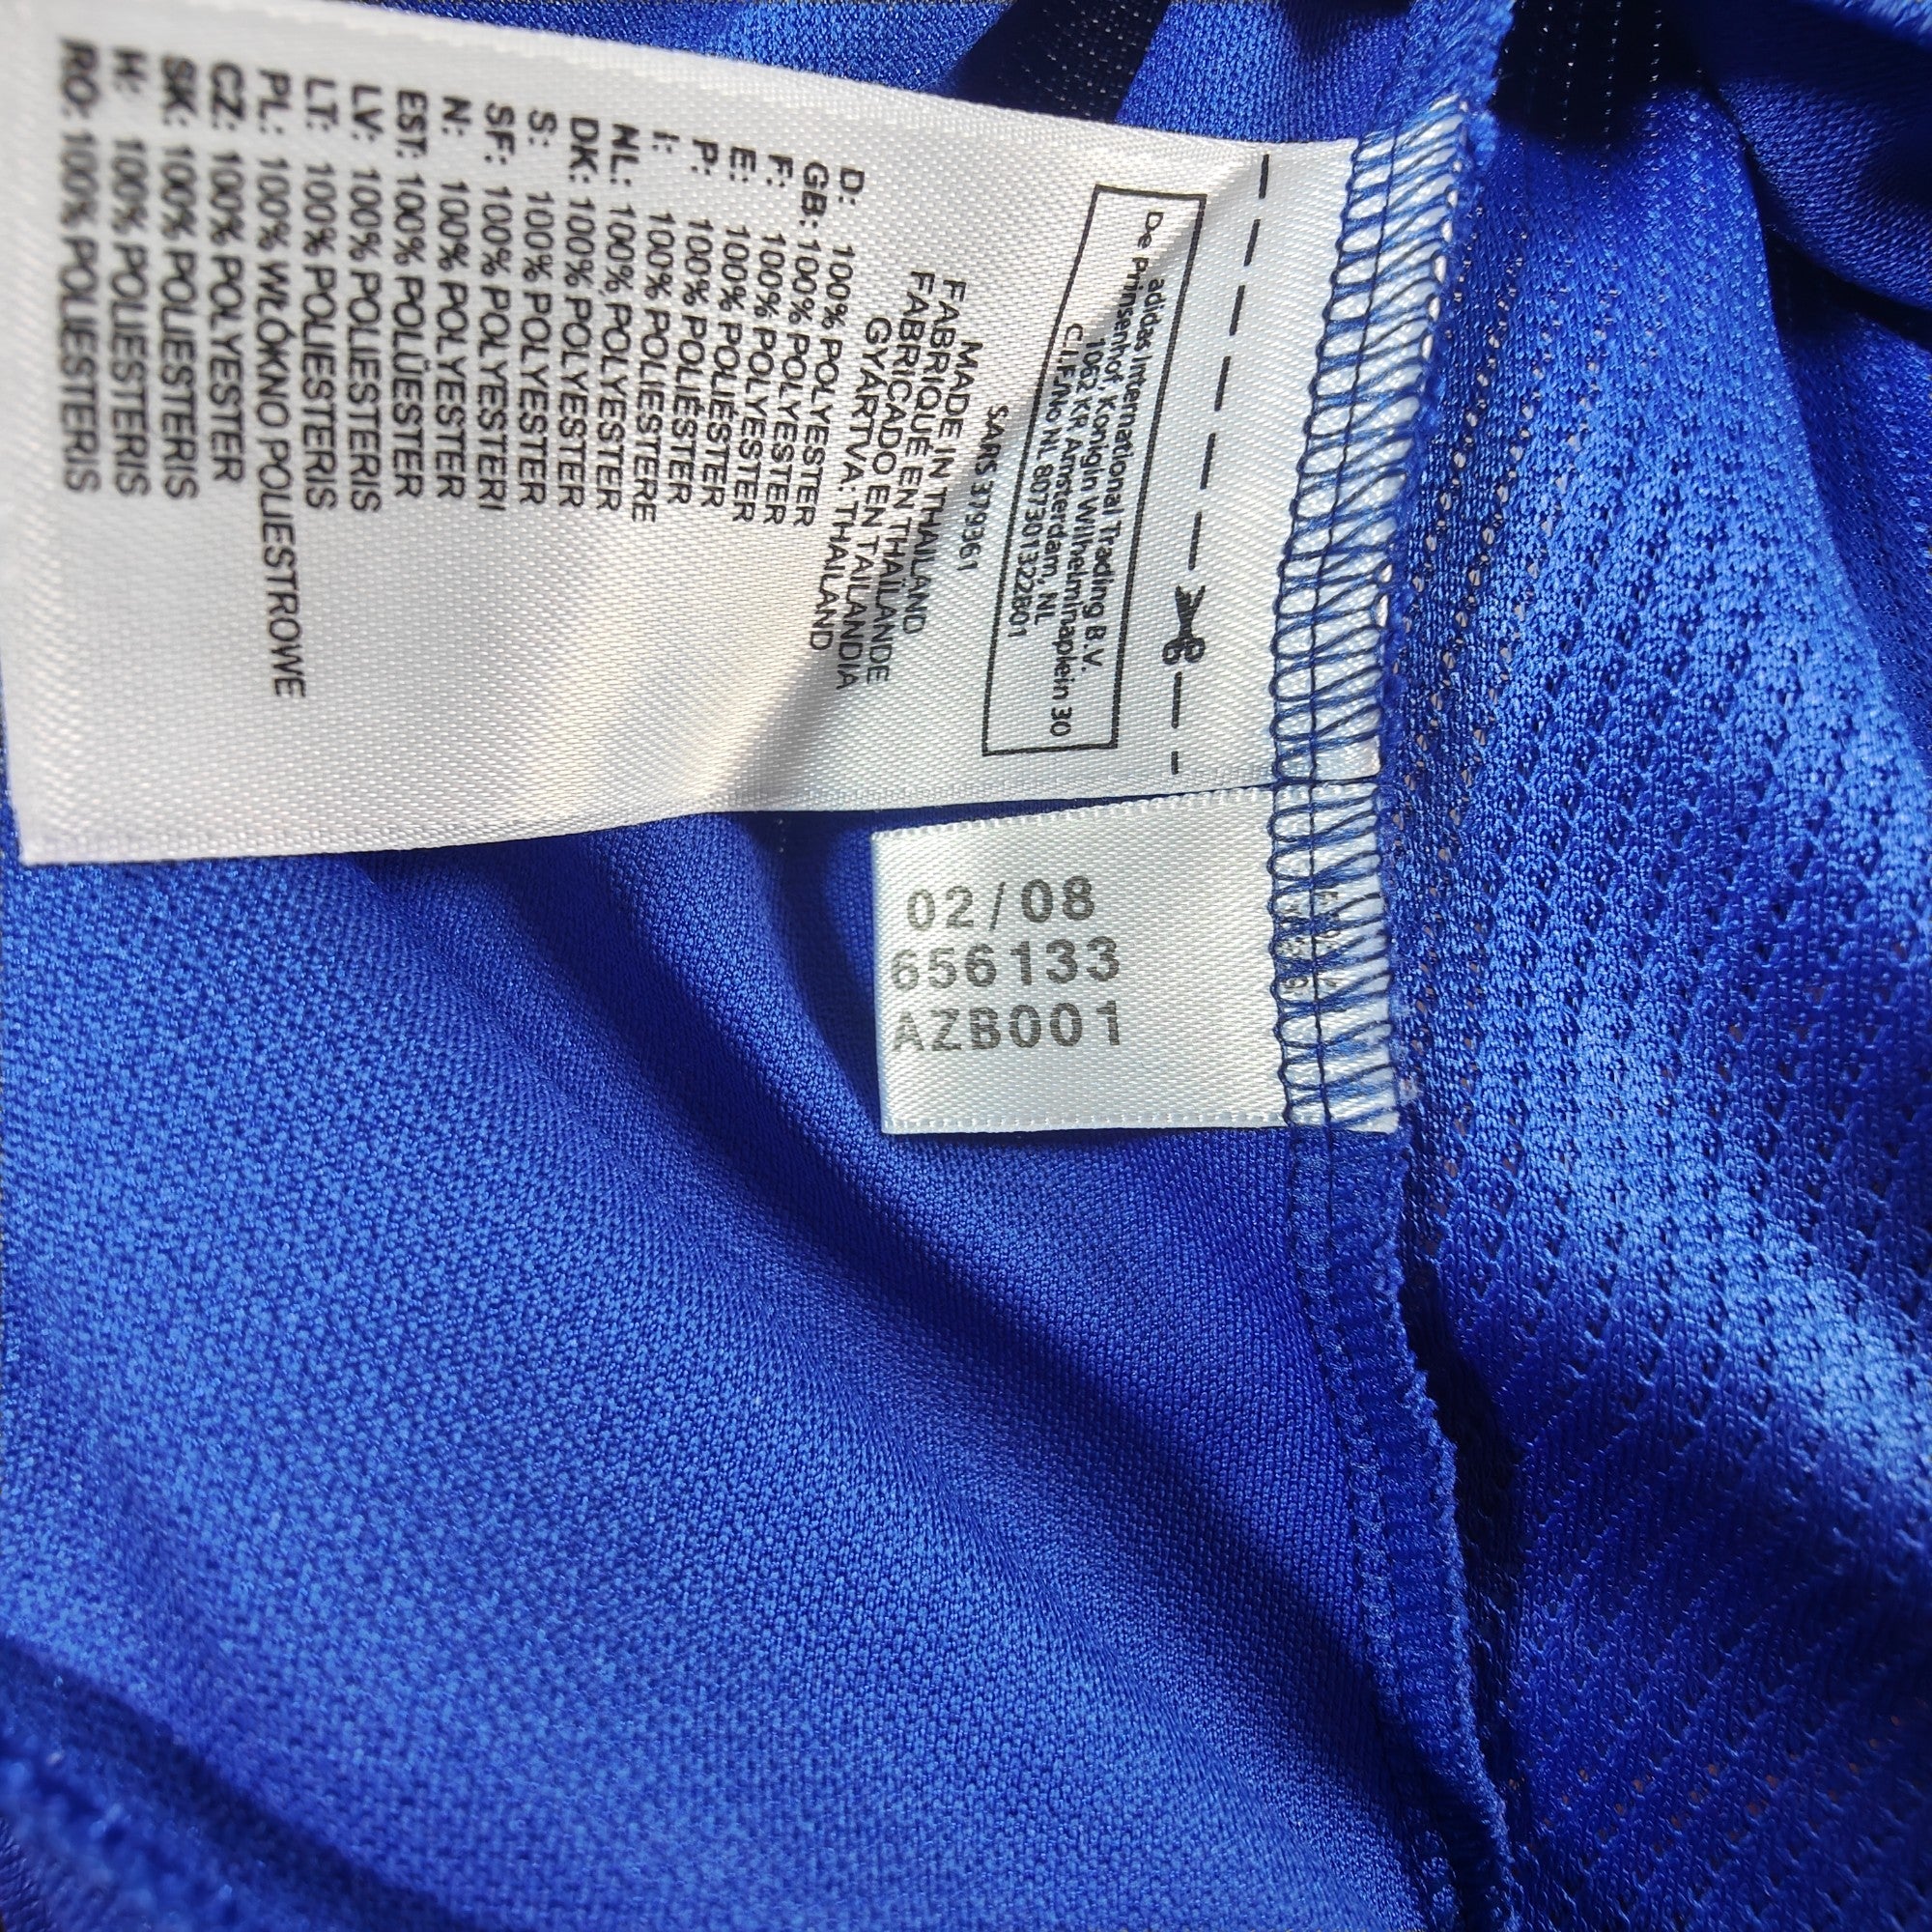 adidas International Trading B.V.
De Prinsenhof, Koningin Wilhelminaplein 30
1062 KR Amsterdam, NL
C.I.F./No NL 807301322B01
SARS 379361
MADE IN THAILAND
FABRIQUÉ EN THAÏLANDE
FABRICADO EN TAILANDIA
GYÁRTVA: THAILAND
D: 100% POLYESTER
GB: 100% POLYESTER
F: 100% POLYESTER
E: 100% POLIÉSTER
P: 100% POLIÉSTER
I: 100% POLIESTERE
NL: 100% POLYESTER
DK: 100% POLYESTER
S: 100% POLYESTER
SF: 100% POLYESTERI
N: 100% POLYESTER
EST: 100% POLÜESTER
LV: 100% POLIESTERIS
LT: 100% POLIESTERIS
PL: 100% WŁÓKNO POLIESTROWE
CZ: 100% POLYESTER
SK: 100% POLIESTERIS
H: 100% POLIESTERIS
RO: 100% POLIESTERIS
02/08
656133
AZB001